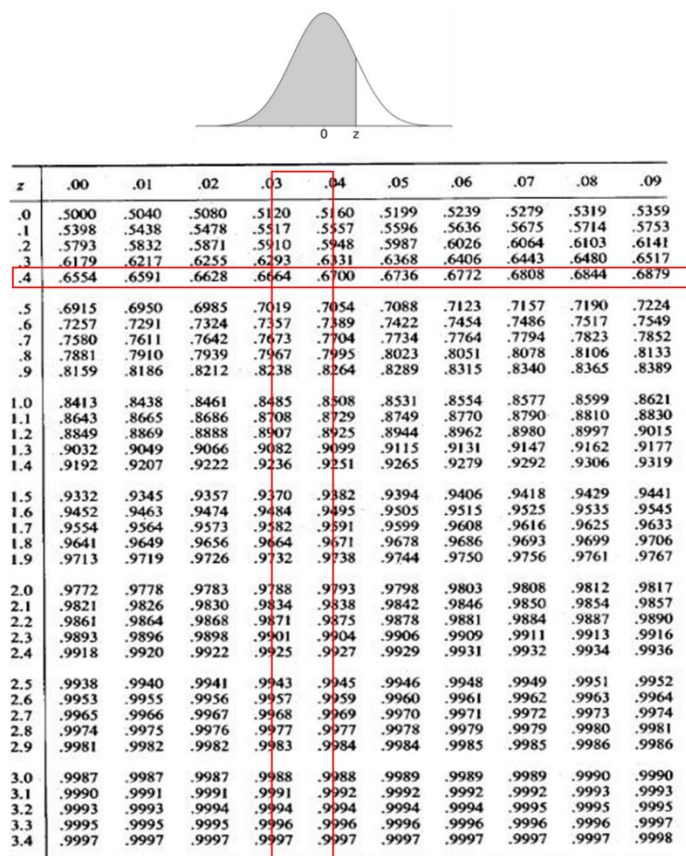 0 z
z .00 .01 .02 .03 .04 .05 .06 .07 .08 .09
.0 .5000 .5040 .5080 .5120 .5160 .5199 .5239 .5279 .5319 .5359
.1 .5398 .5438 .5478 .5517 .5557 .5596 .5636 .5675 .5714 .5753
.2 .5793 .5832 .5871 .5910 .5948 .5987 .6026 .6064 .6103 .6141
.3 .6179 .6217 .6255 .6293 .6331 .6368 .6406 .6443 .6480 .6517
.4 .6554 .6591 .6628 .6664 .6700 .6736 .6772 .6808 .6844 .6879
.5 .6915 .6950 .6985 .7019 .7054 .7088 .7123 .7157 .7190 .7224
.6 .7257 .7291 .7324 .7357 .7389 .7422 .7454 .7486 .7517 .7549
.7 .7580 .7611 .7642 .7673 .7704 .7734 .7764 .7794 .7823 .7852
.8 .7881 .7910 .7939 .7967 .7995 .8023 .8051 .8078 .8106 .8133
.9 .8159 .8186 .8212 .8238 .8264 .8289 .8315 .8340 .8365 .8389
1.0 .8413 .8438 .8461 .8485 .8508 .8531 .8554 .8577 .8599 .8621
1.1 .8643 .8665 .8686 .8708 .8729 .8749 .8770 .8790 .8810 .8830
1.2 .8849 .8869 .8888 .8907 .8925 .8944 .8962 .8980 .8997 .9015
1.3 .9032 .9049 .9066 .9082 .9099 .9115 .9131 .9147 .9162 .9177
1.4 .9192 .9207 .9222 .9236 .9251 .9265 .9279 .9292 .9306 .9319
1.5 .9332 .9345 .9357 .9370 .9382 .9394 .9406 .9418 .9429 .9441
1.6 .9452 .9463 .9474 .9484 .9495 .9505 .9515 .9525 .9535 .9545
1.7 .9554 .9564 .9573 .9582 .9591 .9599 .9608 .9616 .9625 .9633
1.8 .9641 .9649 .9656 .9664 .9671 .9678 .9686 .9693 .9699 .9706
1.9 .9713 .9719 .9726 .9732 .9738 .9744 .9750 .9756 .9761 .9767
2.0 .9772 .9778 .9783 .9788 .9793 .9798 .9803 .9808 .9812 .9817
2.1 .9821 .9826 .9830 .9834 .9838 .9842 .9846 .9850 .9854 .9857
2.2 .9861 .9864 .9868 .9871 .9875 .9878 .9881 .9884 .9887 .9890
2.3 .9893 .9896 .9898 .9901 .9904 .9906 .9909 .9911 .9913 .9916
2.4 .9918 .9920 .9922 .9925 .9927 .9929 .9931 .9932 .9934 .9936
2.5 .9938 .9940 .9941 .9943 .9945 .9946 .9948 .9949 .9951 .9952
2.6 .9953 .9955 .9956 .9957 .9959 .9960 .9961 .9962 .9963 .9964
2.7 .9965 .9966 .9967 .9968 .9969 .9970 .9971 .9972 .9973 .9974
2.8 .9974 .9975 .9976 .9977 .9977 .9978 .9979 .9979 .9980 .9981
2.9 .9981 .9982 .9982 .9983 .9984 .9984 .9985 .9985 .9986 .9986
3.0 .9987 .9987 .9987 .9988 .9988 .9989 .9989 .9989 .9990 .9990
3.1 .9990 .9991 .9991 .9991 .9992 .9992 .9992 .9992 .9993 .9993
3.2 .9993 .9993 .9994 .9994 .9994 .9994 .9994 .9995 .9995 .9995
3.3 .9995 .9995 .9995 .9996 .9996 .9996 .9996 .9996 .9996 .9997
3.4 .9997 .9997 .9997 .9997 .9997 .9997 .9997 .9997 .9997 .9998